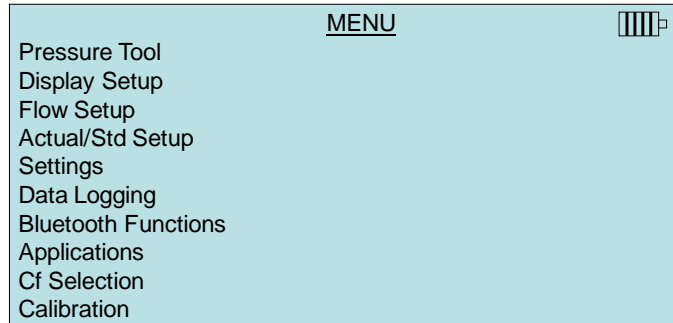 MENU
Pressure Tool
Display Setup
Flow Setup
Actual/Std Setup
Settings
Data Logging
Bluetooth Functions
Applications
Cf Selection
Calibration